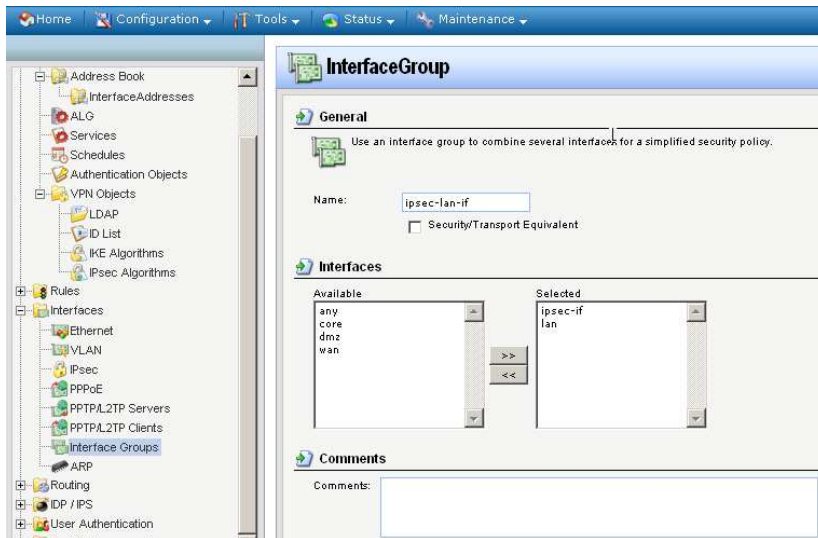 Home
Configuration
Tools
Status
Maintenance
Address Book
InterfaceAddresses
ALG
Services
Schedules
Authentication Objects
VPN Objects
LDAP
ID List
IKE Algorithms
IPsec Algorithms
Rules
Interfaces
Ethernet
VLAN
IPsec
PPPoE
PPTP/L2TP Servers
PPTP/L2TP Clients
Interface Groups
ARP
Routing
IDP / IPS
User Authentication
InterfaceGroup
General
Use an interface group to combine several interfaces for a simplified security policy.
Name:
ipsec-lan-if
Security/Transport Equivalent
Interfaces
Available
any
core
dmz
wan
>>
<<
Selected
ipsec-if
lan
Comments
Comments: